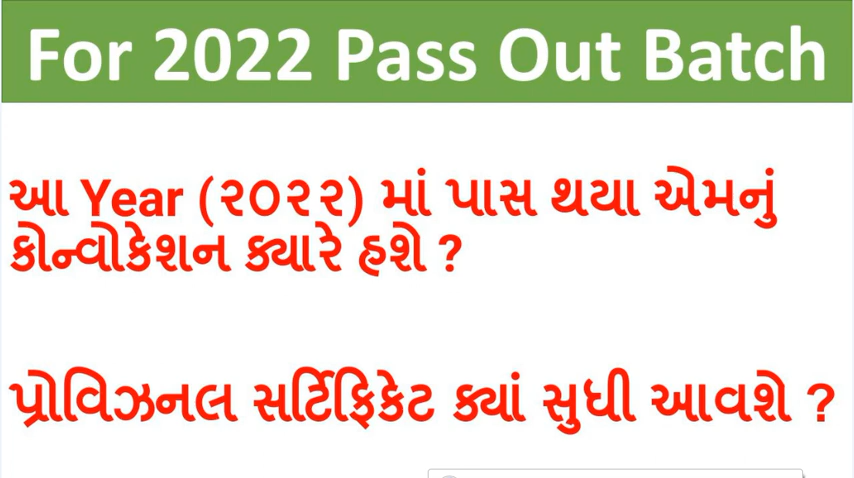 For 2022 Pass Out Batch
આ Year (૨૦૨૨) માં પાસ થયા એમનું
કોન્વોકેશન ક્યારે હશે ?
પ્રોવિઝનલ સર્ટિફિકેટ ક્યાં સુધી આવશે ?